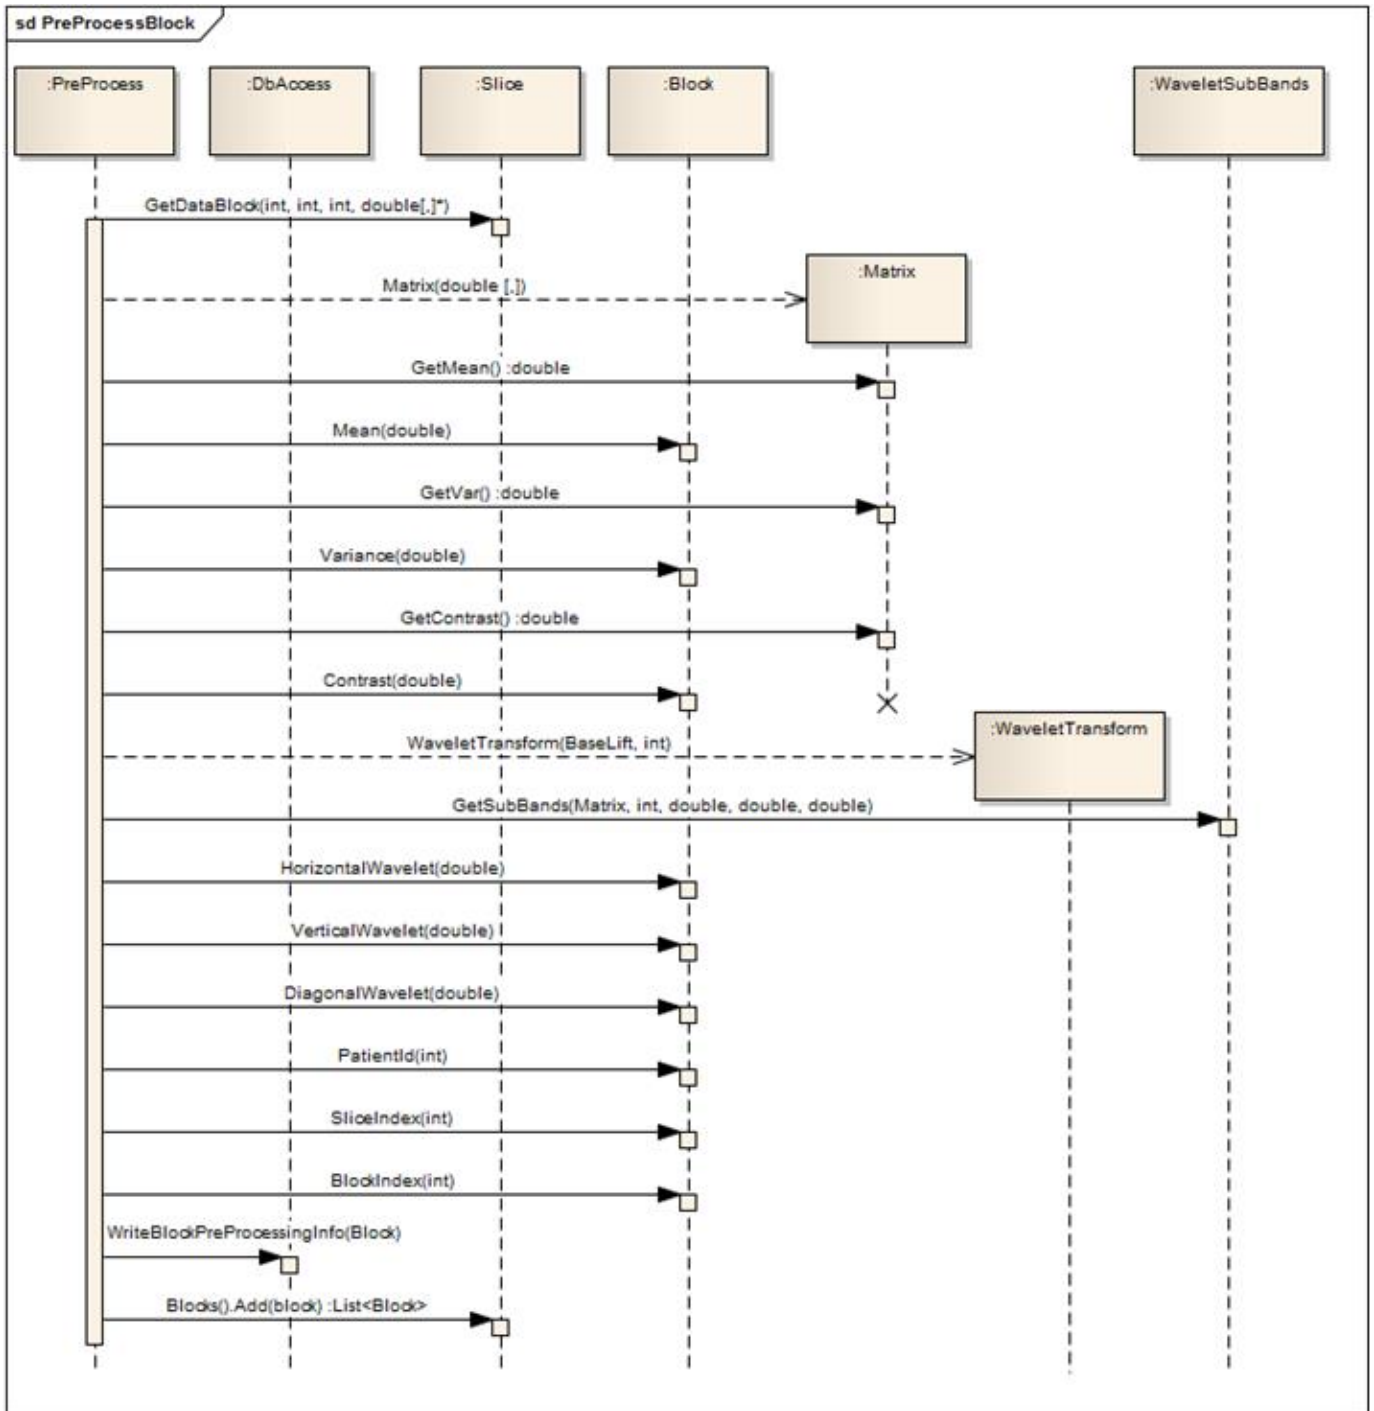 sd PreProcessBlock
:PreProcess
:DbAccess
:Slice
:Block
:WaveletSubBands
GetDataBlock(int, int, int, double[,]*)
:Matrix
Matrix(double [,])
GetMean() :double
Mean(double)
GetVar() :double
Variance(double)
GetContrast() :double
Contrast(double)
:WaveletTransform
WaveletTransform(BaseLift, int)
GetSubBands(Matrix, int, double, double, double)
HorizontalWavelet(double)
VerticalWavelet(double)
DiagonalWavelet(double)
PatientId(int)
SliceIndex(int)
BlockIndex(int)
WriteBlockPreProcessingInfo(Block)
Blocks().Add(block) :List<Block>